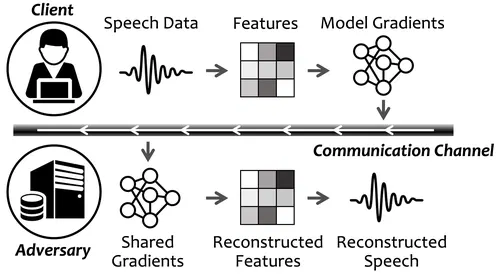 Client
Speech Data
Features
Model Gradients
Communication Channel
Adversary
Shared
Gradients
Reconstructed
Features
Reconstructed
Speech